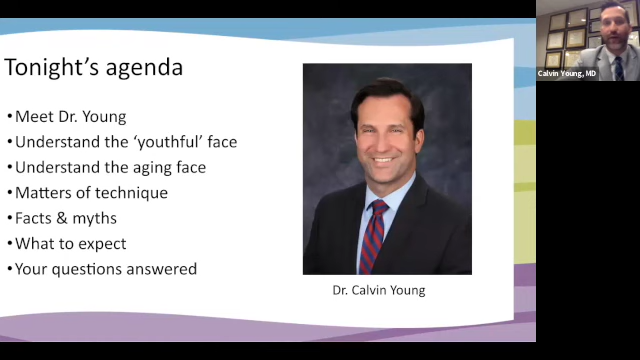 Tonight's agenda
•Meet Dr. Young
•Understand the 'youthful' face
•Understand the aging face
•Matters of technique
•Facts & myths
•What to expect
•Your questions answered
Dr. Calvin Young
Calvin Young, MD